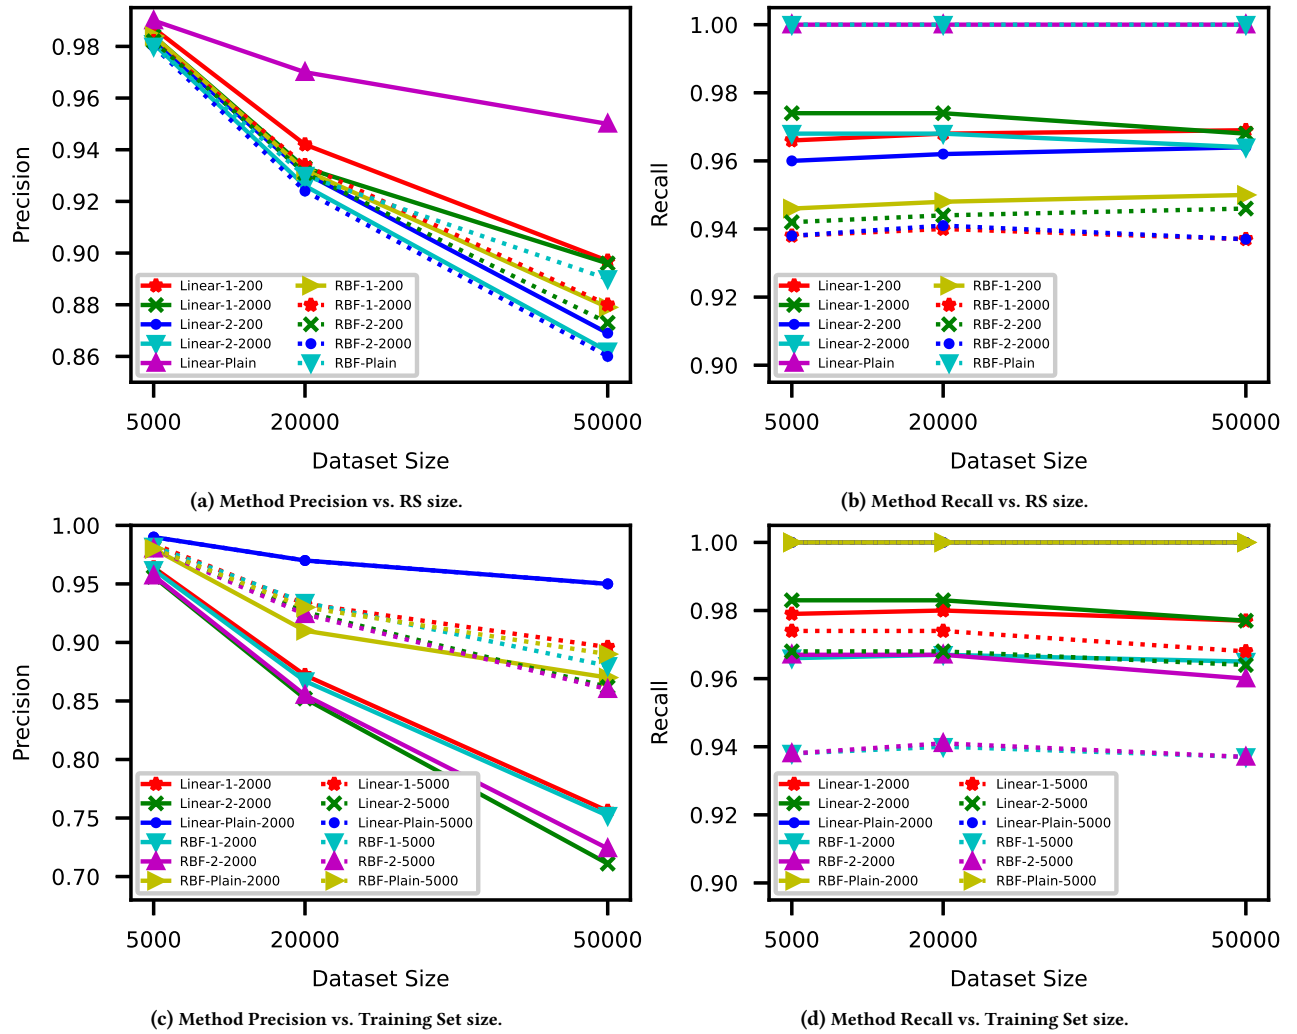 0.98
0.96
0.94
0.92
0.90
0.88
0.86
Precision
Linear-1-200
Linear-1-2000
Linear-2-200
Linear-2-2000
Linear-Plain
RBF-1-200
RBF-1-2000
RBF-2-200
RBF-2-2000
RBF-Plain
5000
20000
50000
Dataset Size
(a) Method Precision vs. RS size.
1.00
0.98
0.96
0.94
0.92
0.90
Recall
Linear-1-200
Linear-1-2000
Linear-2-200
Linear-2-2000
Linear-Plain
RBF-1-200
RBF-1-2000
RBF-2-200
RBF-2-2000
RBF-Plain
5000
20000
50000
Dataset Size
(b) Method Recall vs. RS size.
1.00
0.95
0.90
0.85
0.80
0.75
0.70
Precision
Linear-1-2000
Linear-2-2000
Linear-Plain-2000
RBF-1-2000
RBF-2-2000
RBF-Plain-2000
Linear-1-5000
Linear-2-5000
Linear-Plain-5000
RBF-1-5000
RBF-2-5000
RBF-Plain-5000
5000
20000
50000
Dataset Size
(c) Method Precision vs. Training Set size.
1.00
0.98
0.96
0.94
0.92
0.90
Recall
Linear-1-2000
Linear-2-2000
Linear-Plain-2000
RBF-1-2000
RBF-2-2000
RBF-Plain-2000
Linear-1-5000
Linear-2-5000
Linear-Plain-5000
RBF-1-5000
RBF-2-5000
RBF-Plain-5000
5000
20000
50000
Dataset Size
(d) Method Recall vs. Training Set size.